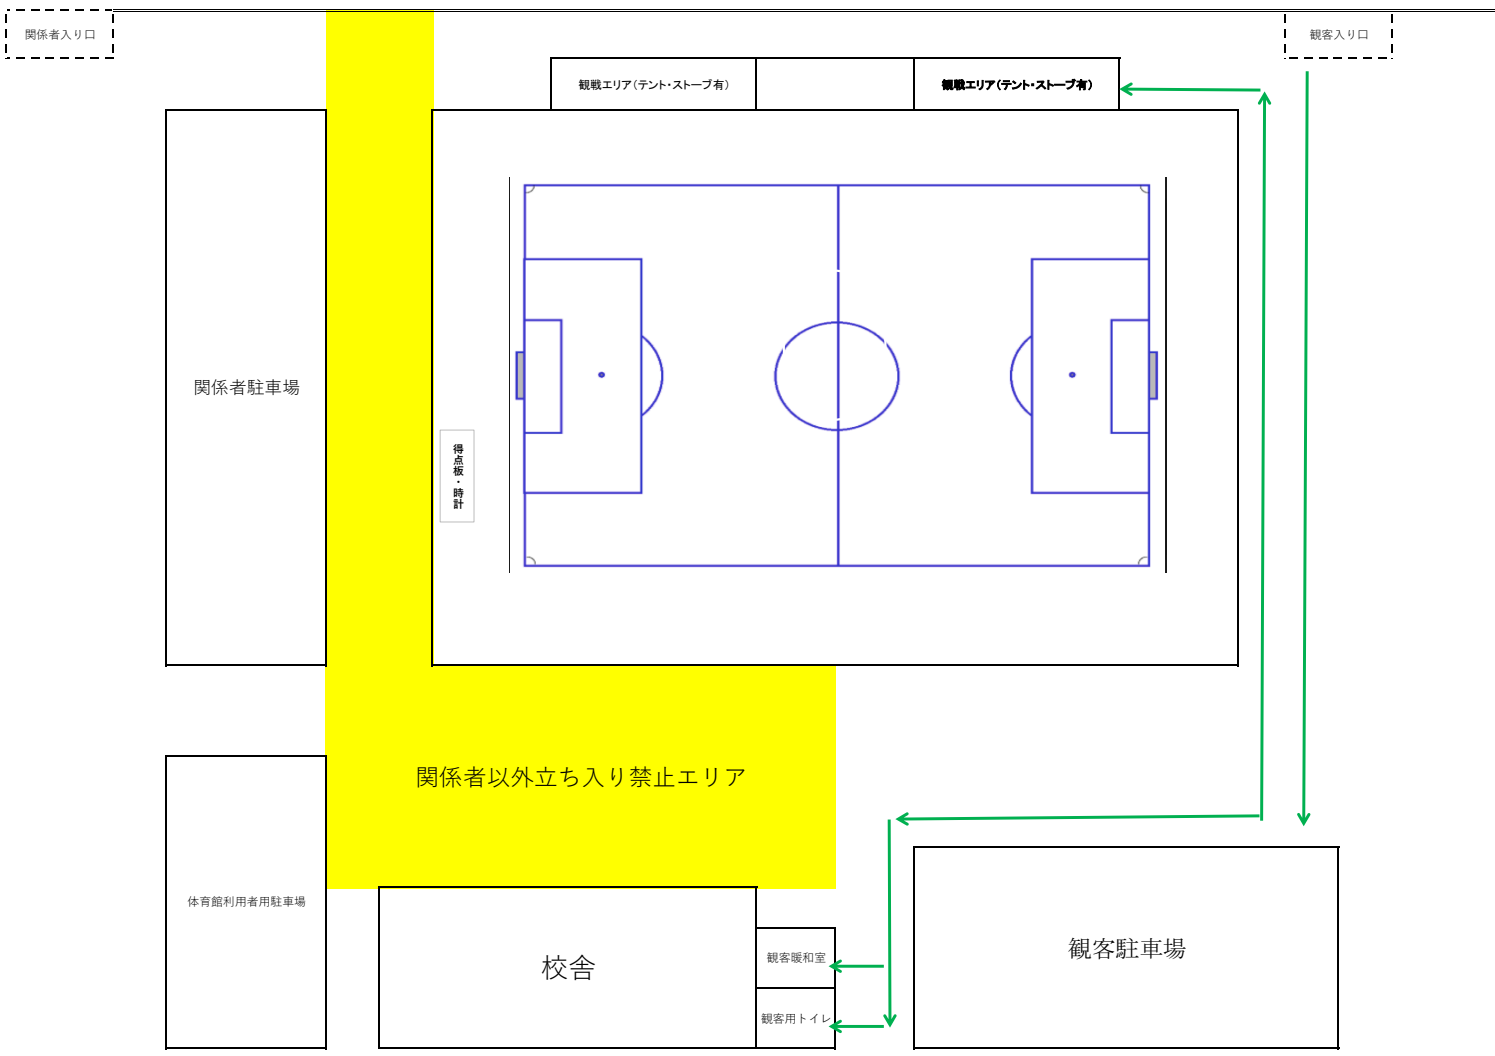 関係者入り口
観客入り口
観戦エリア(テント・ストーブ有)
観戦エリア(テント・ストーブ有)
関係者駐車場
得点板・時計
関係者以外立ち入り禁止エリア
体育館利用者用駐車場
校舎
観客暖和室
観客駐車場
観客用トイレ